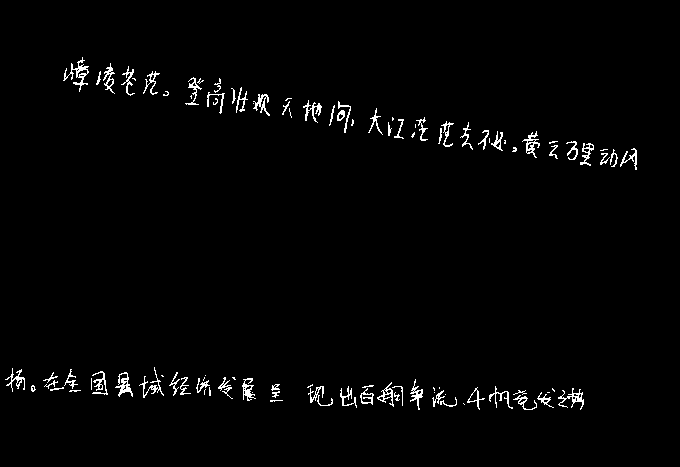 嶂凌苍茫。登高壮观天地间,大江茫茫去不还。黄云万里动风
扬。在全国县域经济发展呈现出百舸争流、千帆竞发之势